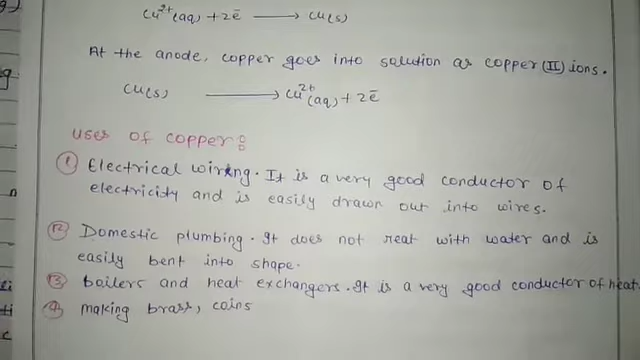 Cu²⁺(aq) + 2ē → Cu(s)
At the anode, copper goes into solution as copper (II) ions.
Cu(s) → Cu²⁺(aq) + 2ē
Uses of copper:
① Electrical wiring. It is a very good conductor of
electricity and is easily drawn out into wires.
② Domestic plumbing. It does not reat with water and is
easily bent into shape.
③ boilers and heat exchangers. It is a very good conductor of heat.
④ making brass, coins